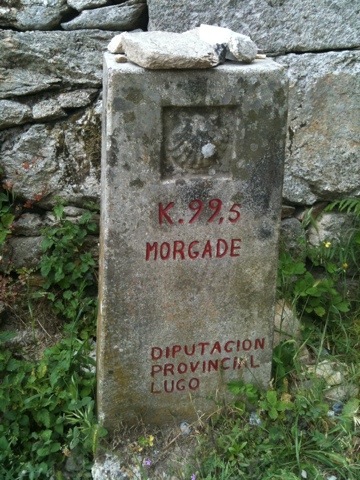 K.99,5
MORGADE
DIPUTACION
PROVINCIAL
LUGO